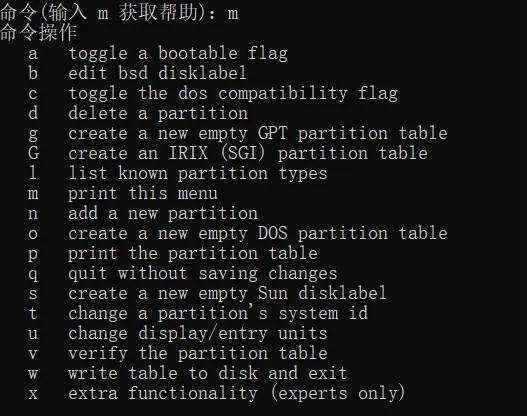 命令(输入 m 获取帮助)：m
命令操作
a   toggle a bootable flag
b   edit bsd disklabel
c   toggle the dos compatibility flag
d   delete a partition
g   create a new empty GPT partition table
G   create an IRIX (SGI) partition table
l   list known partition types
m   print this menu
n   add a new partition
o   create a new empty DOS partition table
p   print the partition table
q   quit without saving changes
s   create a new empty Sun disklabel
t   change a partition's system id
u   change display/entry units
v   verify the partition table
w   write table to disk and exit
x   extra functionality (experts only)